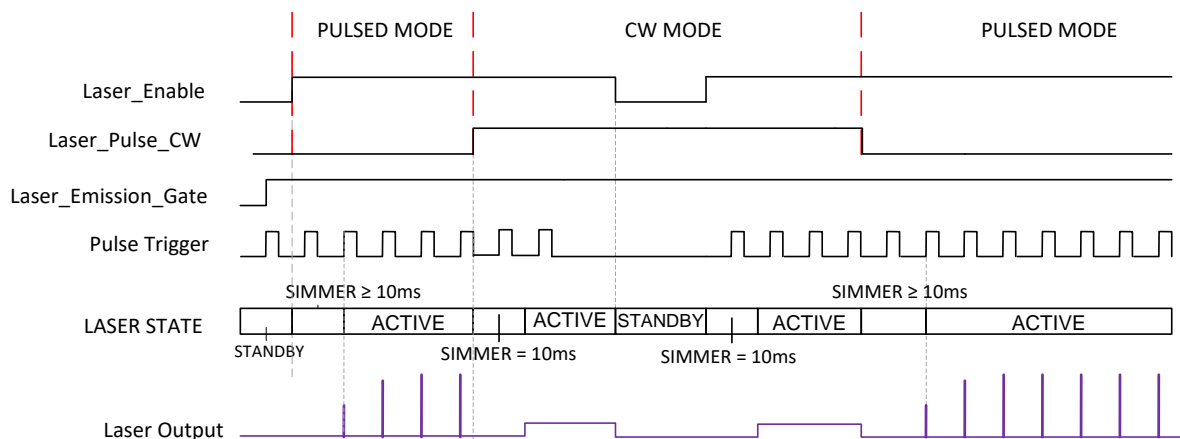 PULSED MODE CW MODE PULSED MODE
Laser_Enable
Laser_Pulse_CW
Laser_Emission_Gate
Pulse Trigger
SIMMER ≥ 10ms SIMMER ≥ 10ms
LASER STATE ACTIVE ACTIVE STANDBY ACTIVE ACTIVE
STANDBY SIMMER = 10ms SIMMER = 10ms
Laser Output